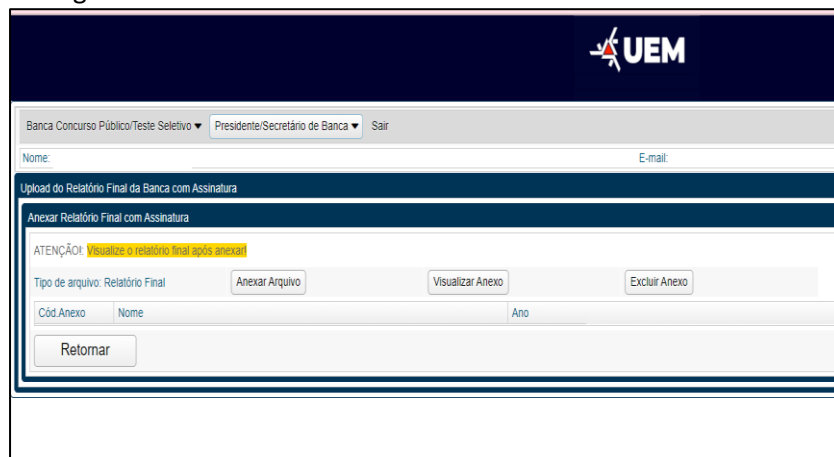 UEM
Banca Concurso Público/Teste Seletivo ▼ Presidente/Secretário de Banca ▼ Sair
Nome: E-mail:
Upload do Relatório Final da Banca com Assinatura
Anexar Relatório Final com Assinatura
ATENÇÃO!: Visualize o relatório final após anexar!
Tipo de arquivo: Relatório Final Anexar Arquivo Visualizar Anexo Excluir Anexo
Cód.Anexo Nome Ano
Retornar